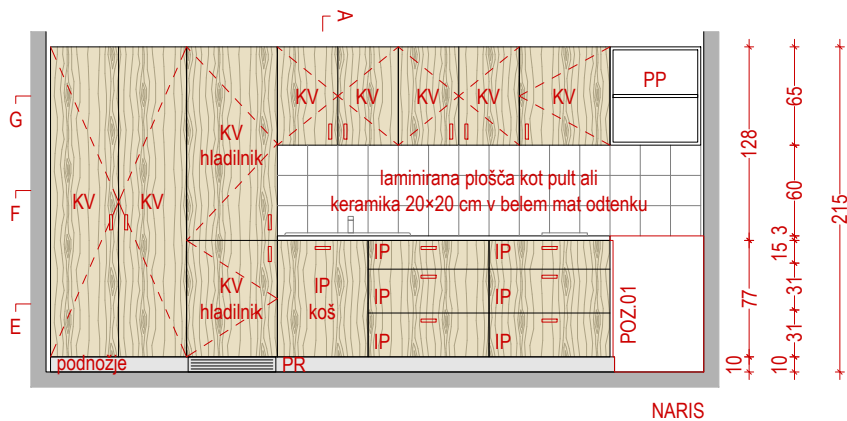 A
G
F
E
KV
KV
KV
hladilnik
KV
KV
KV
KV
KV
PP
laminirana plošča kot pult ali
keramika 20×20 cm v belem mat odtenku
KV
hladilnik
IP
koš
IP
IP
IP
IP
IP
IP
POZ.01
podnožje
PR
128
77
10
65
60
3
15
31
31
10
215
NARIS